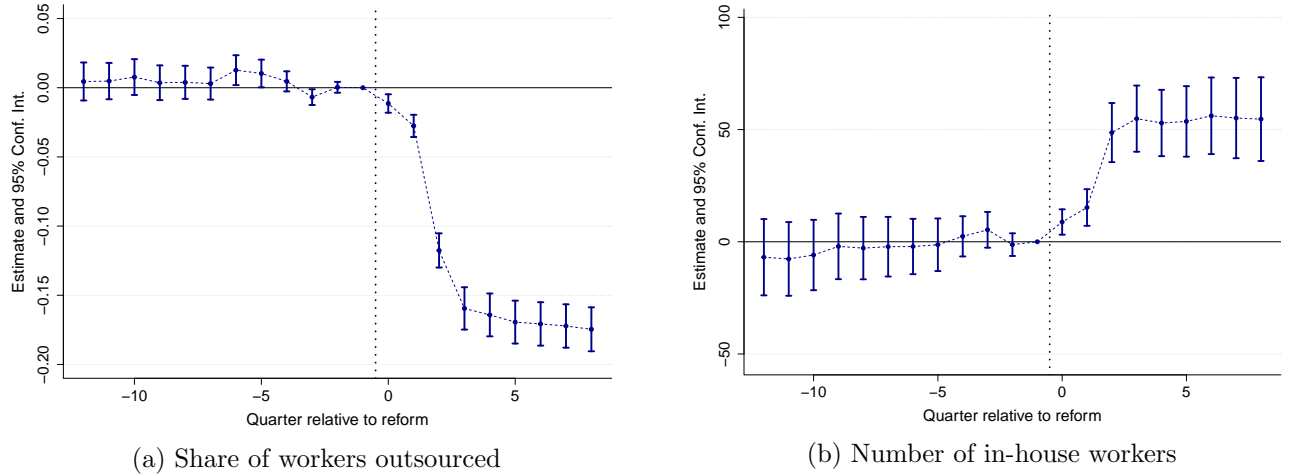 0.05
0.00
−0.05
−0.10
−0.15
−0.20
Estimate and 95% Conf. Int.
−10 −5 0 5
Quarter relative to reform
(a) Share of workers outsourced
100
50
0
−50
Estimate and 95% Conf. Int.
−10 −5 0 5
Quarter relative to reform
(b) Number of in-house workers